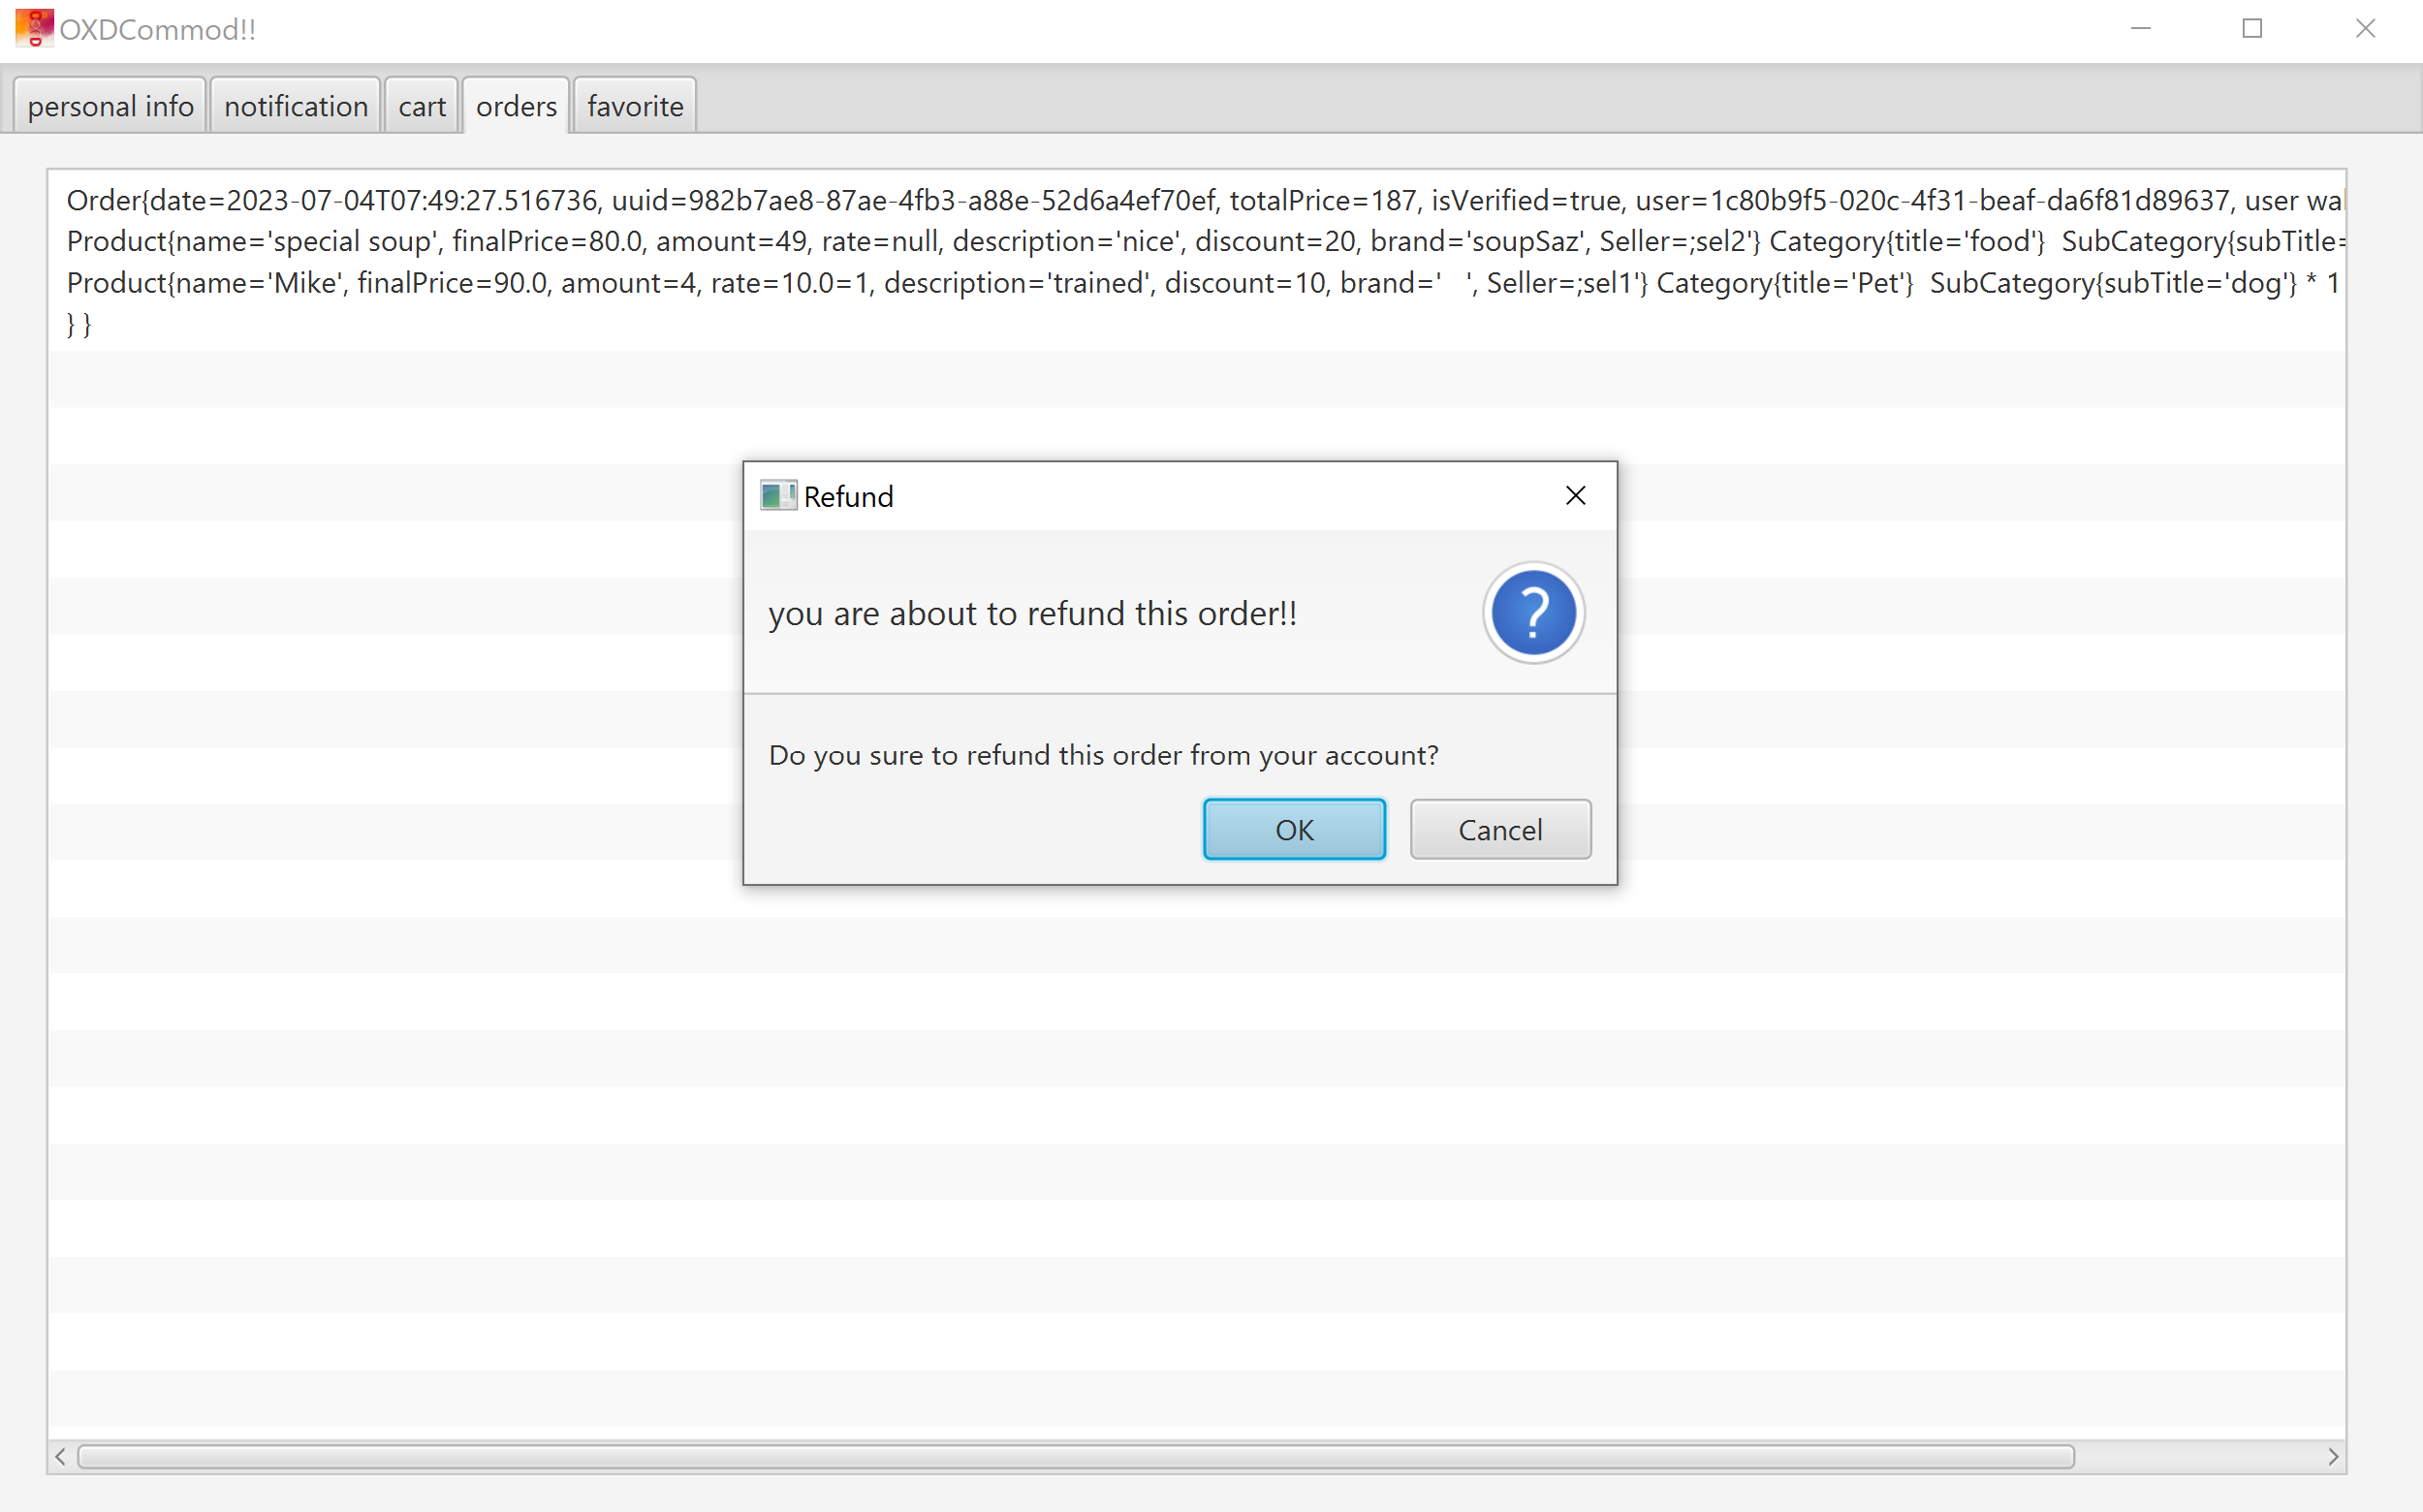 OXD OXDCommod!!
personal info notification cart orders favorite
Order{date=2023-07-04T07:49:27.516736, uuid=982b7ae8-87ae-4fb3-a88e-52d6a4ef70ef, totalPrice=187, isVerified=true, user=1c80b9f5-020c-4f31-beaf-da6f81d89637, user wal
Product{name='special soup', finalPrice=80.0, amount=49, rate=null, description='nice', discount=20, brand='soupSaz', Seller=;sel2'} Category{title='food'}  SubCategory{subTitle=
Product{name='Mike', finalPrice=90.0, amount=4, rate=10.0=1, description='trained', discount=10, brand='   ', Seller=;sel1'} Category{title='Pet'}  SubCategory{subTitle='dog'} * 1
} }
Refund
you are about to refund this order!!
?
Do you sure to refund this order from your account?
OK Cancel